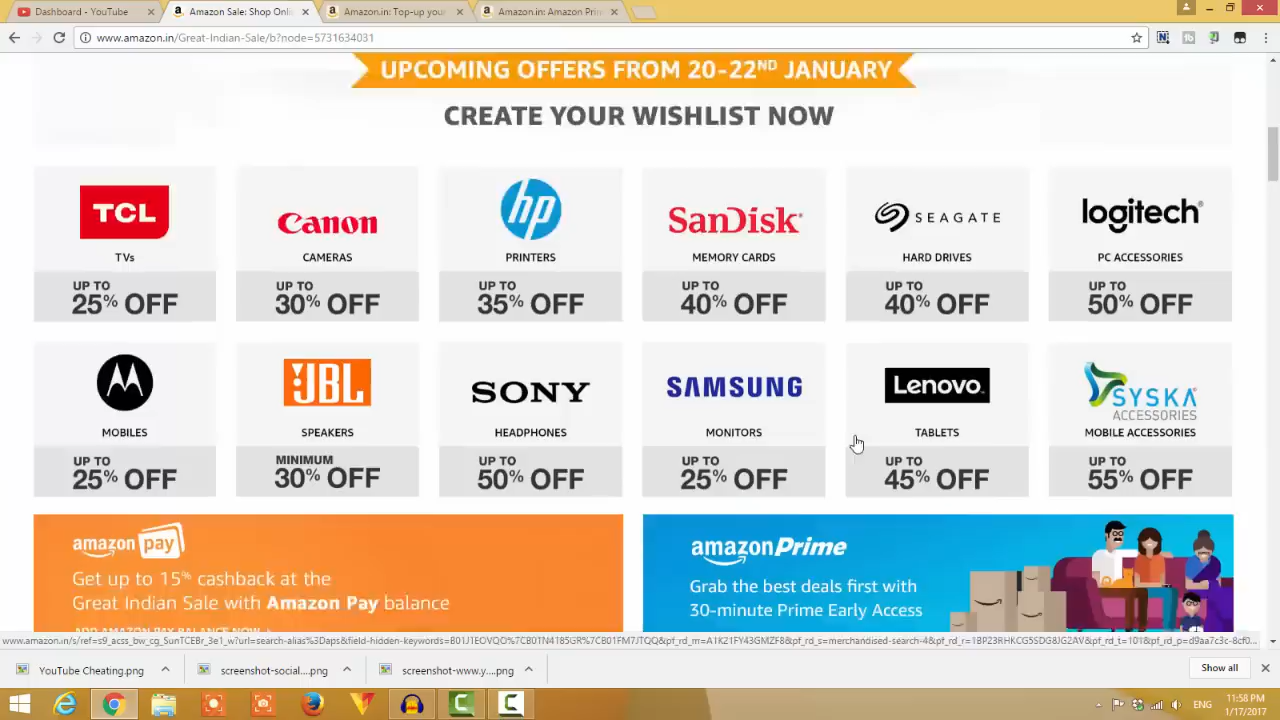 Dashboard - YouTube
Amazon Sale: Shop Onli
Amazon.in: Top-up your
Amazon.in: Amazon Prim
www.amazon.in/Great-Indian-Sale/b?node=5731634031
UPCOMING OFFERS FROM 20-22ND JANUARY
CREATE YOUR WISHLIST NOW
TCL
Canon
hp
SanDisk
SEAGATE
logitech
TVs
CAMERAS
PRINTERS
MEMORY CARDS
HARD DRIVES
PC ACCESSORIES
UP TO
25% OFF
UP TO
30% OFF
UP TO
35% OFF
UP TO
40% OFF
UP TO
40% OFF
UP TO
50% OFF
JBL
SONY
SAMSUNG
Lenovo
SYSKA
ACCESSORIES
MOBILES
SPEAKERS
HEADPHONES
MONITORS
TABLETS
MOBILE ACCESSORIES
UP TO
25% OFF
MINIMUM
30% OFF
UP TO
50% OFF
UP TO
25% OFF
UP TO
45% OFF
UP TO
55% OFF
amazon pay
Get up to 15% cashback at the
Great Indian Sale with Amazon Pay balance
ADD AMAZON PAY BALANCE NOW
amazonPrime
Grab the best deals first with
30-minute Prime Early Access
YouTube Cheating.png
screenshot-social....png
screenshot-www.y....png
Show all
ENG
11:58 PM
1/17/2017